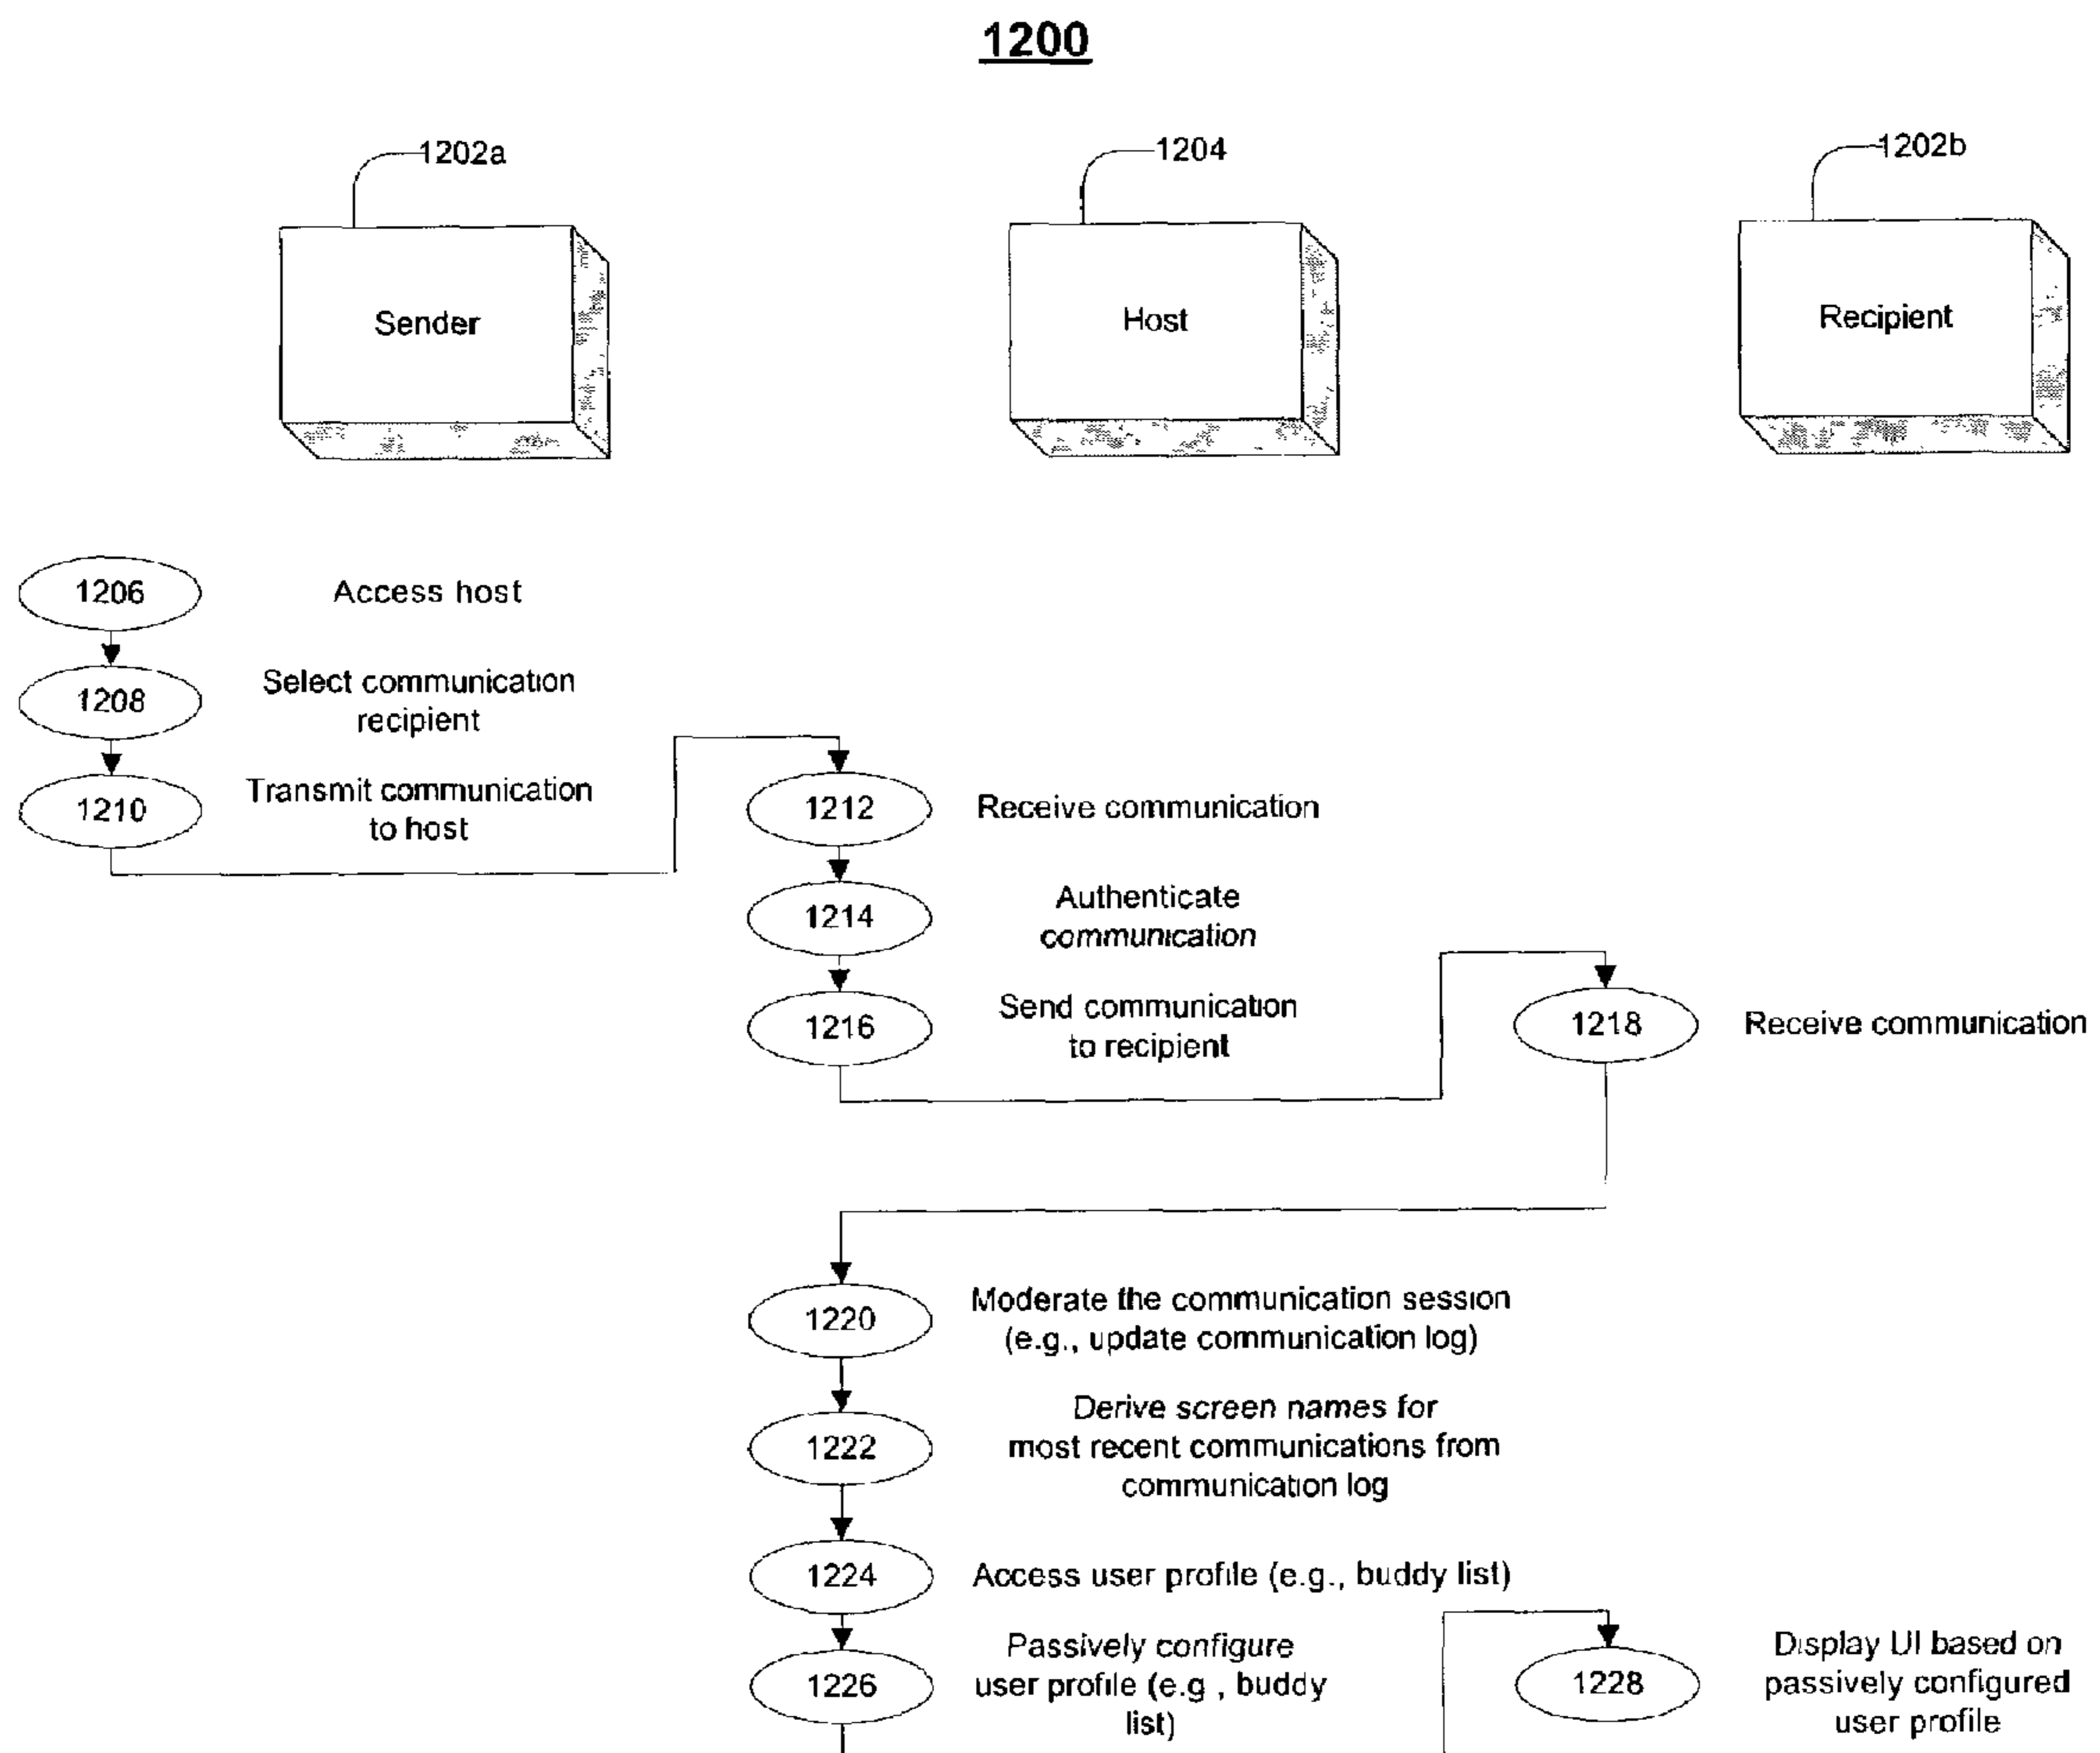 1200
1202a
1204
1202b
Sender
Host
Recipient
1206
Access host
1208
Select communication
recipient
1210
Transmit communication
to host
1212
Receive communication
1214
Authenticate
communication
1216
Send communication
to recipient
1218
Receive communication
1220
Moderate the communication session
(e.g., update communication log)
1222
Derive screen names for
most recent communications from
communication log
1224
Access user profile (e.g., buddy list)
1226
Passively configure
user profile (e.g , buddy
list)
1228
Display UI based on
passively configured
user profile